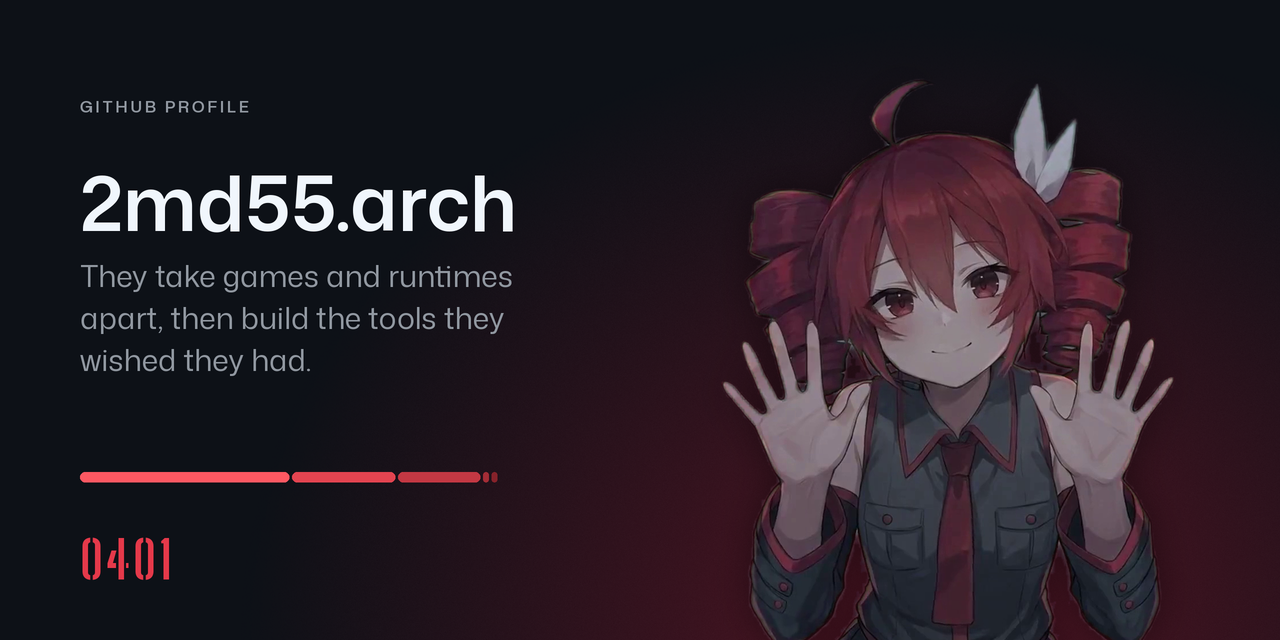 GITHUB PROFILE
2md55.arch
They take games and runtimes
apart, then build the tools they
wished they had.
0401